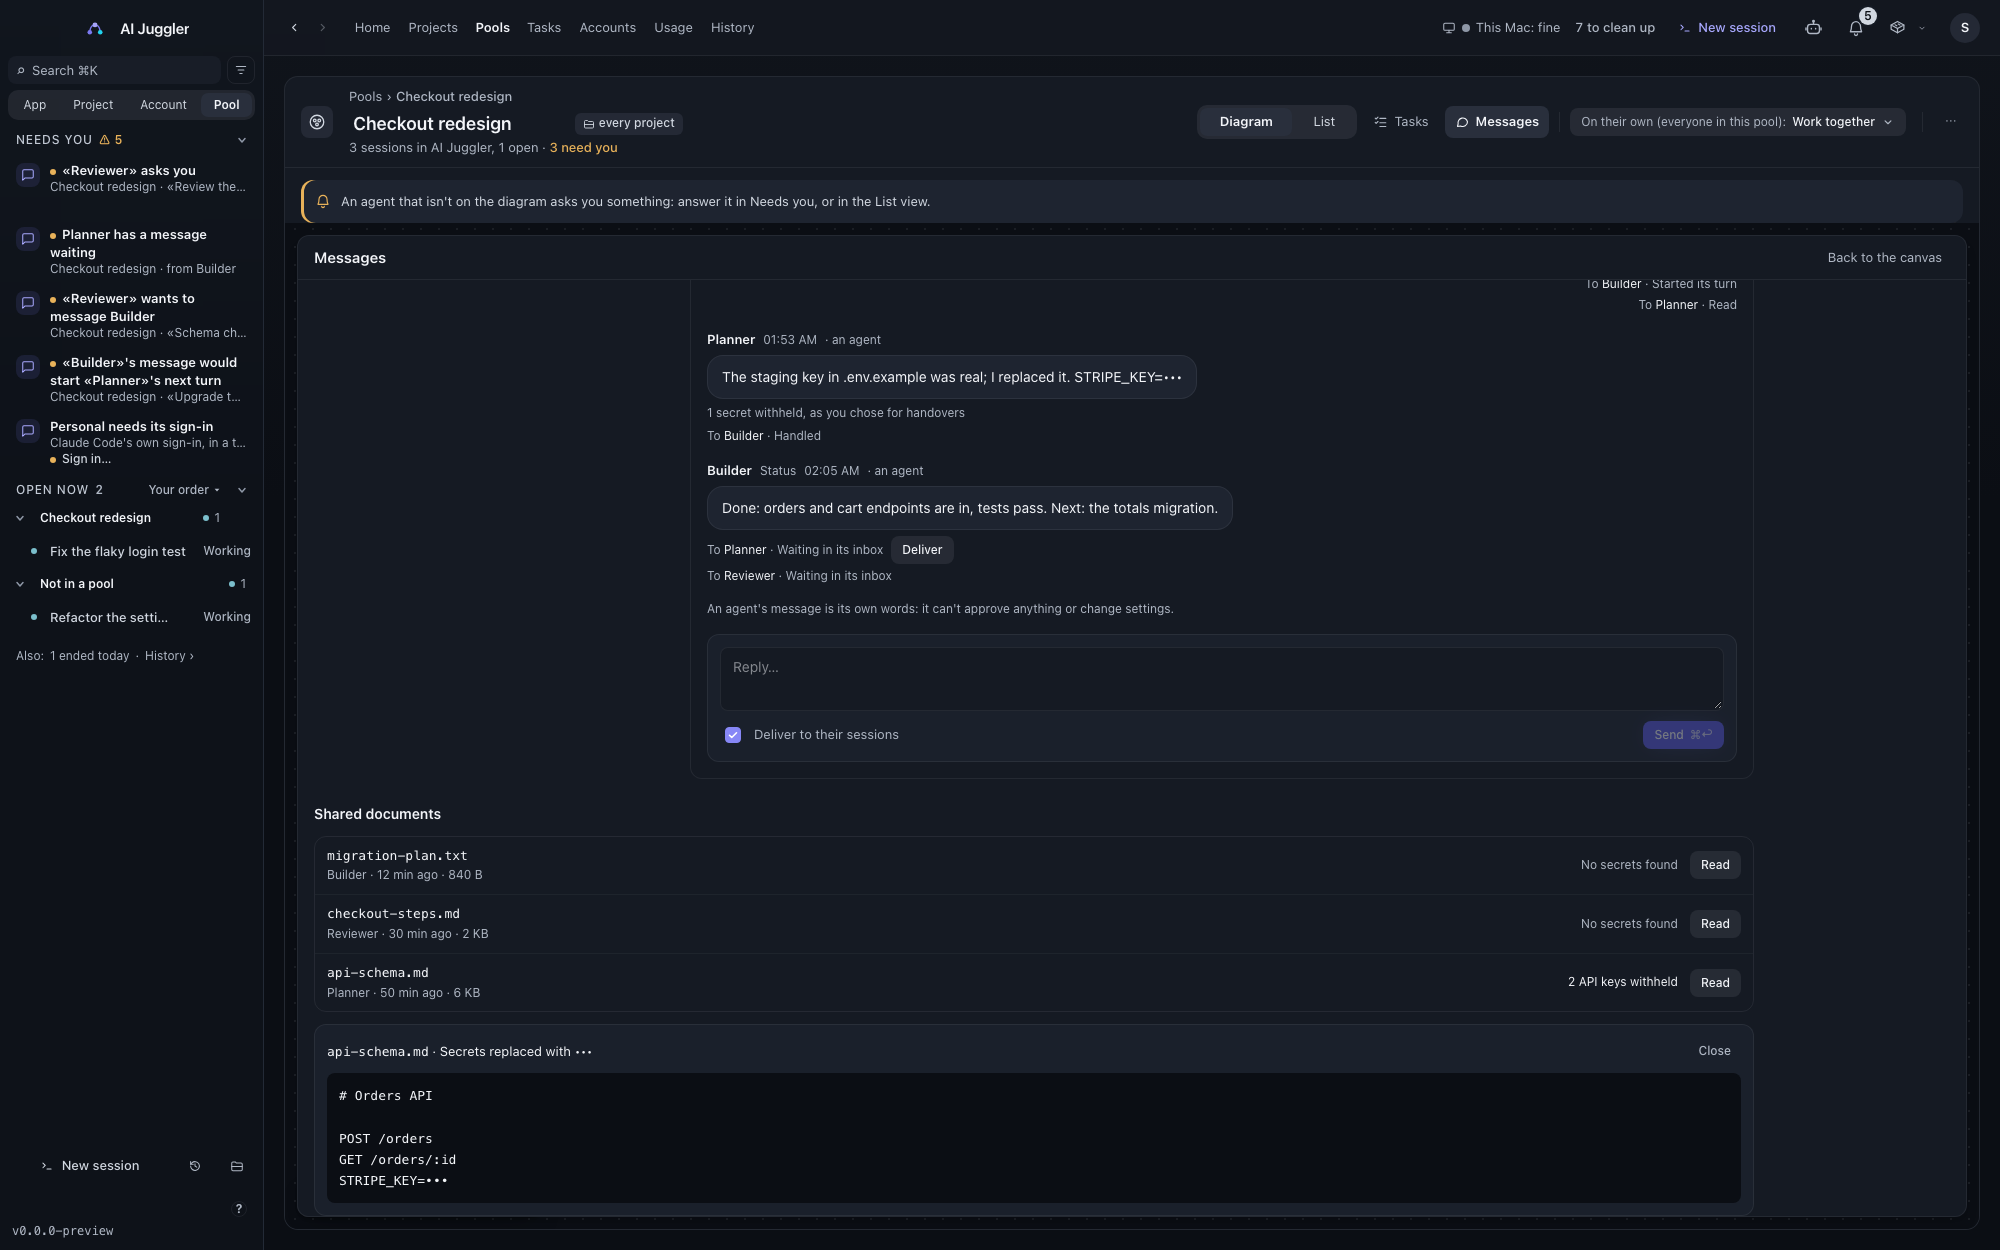 AI Juggler
Search ⌘K
App Project Account Pool
NEEDS YOU 5
«Reviewer» asks you
Checkout redesign · «Review the…
Planner has a message
waiting
Checkout redesign · from Builder
«Reviewer» wants to
message Builder
Checkout redesign · «Schema ch…
«Builder»'s message would
start «Planner»'s next turn
Checkout redesign · «Upgrade t…
Personal needs its sign-in
Claude Code's own sign-in, in a t…
Sign in…
OPEN NOW 2 Your order
Checkout redesign 1
Fix the flaky login test Working
Not in a pool 1
Refactor the setti… Working
Also: 1 ended today · History ›
New session
?
v0.0.0-preview
Home Projects Pools Tasks Accounts Usage History
This Mac: fine 7 to clean up New session 5 S
Pools › Checkout redesign
Checkout redesign every project
3 sessions in AI Juggler, 1 open · 3 need you
Diagram List Tasks Messages On their own (everyone in this pool): Work together ···
An agent that isn't on the diagram asks you something: answer it in Needs you, or in the List view.
Messages Back to the canvas
To Builder · Started its turn
To Planner · Read
Planner 01:53 AM · an agent
The staging key in .env.example was real; I replaced it. STRIPE_KEY=•••
1 secret withheld, as you chose for handovers
To Builder · Handled
Builder Status 02:05 AM · an agent
Done: orders and cart endpoints are in, tests pass. Next: the totals migration.
To Planner · Waiting in its inbox Deliver
To Reviewer · Waiting in its inbox
An agent's message is its own words: it can't approve anything or change settings.
Reply…
Deliver to their sessions Send ⌘↩
Shared documents
migration-plan.txt
Builder · 12 min ago · 840 B
No secrets found Read
checkout-steps.md
Reviewer · 30 min ago · 2 KB
No secrets found Read
api-schema.md
Planner · 50 min ago · 6 KB
2 API keys withheld Read
api-schema.md · Secrets replaced with ••• Close
# Orders API
POST /orders
GET /orders/:id
STRIPE_KEY=•••